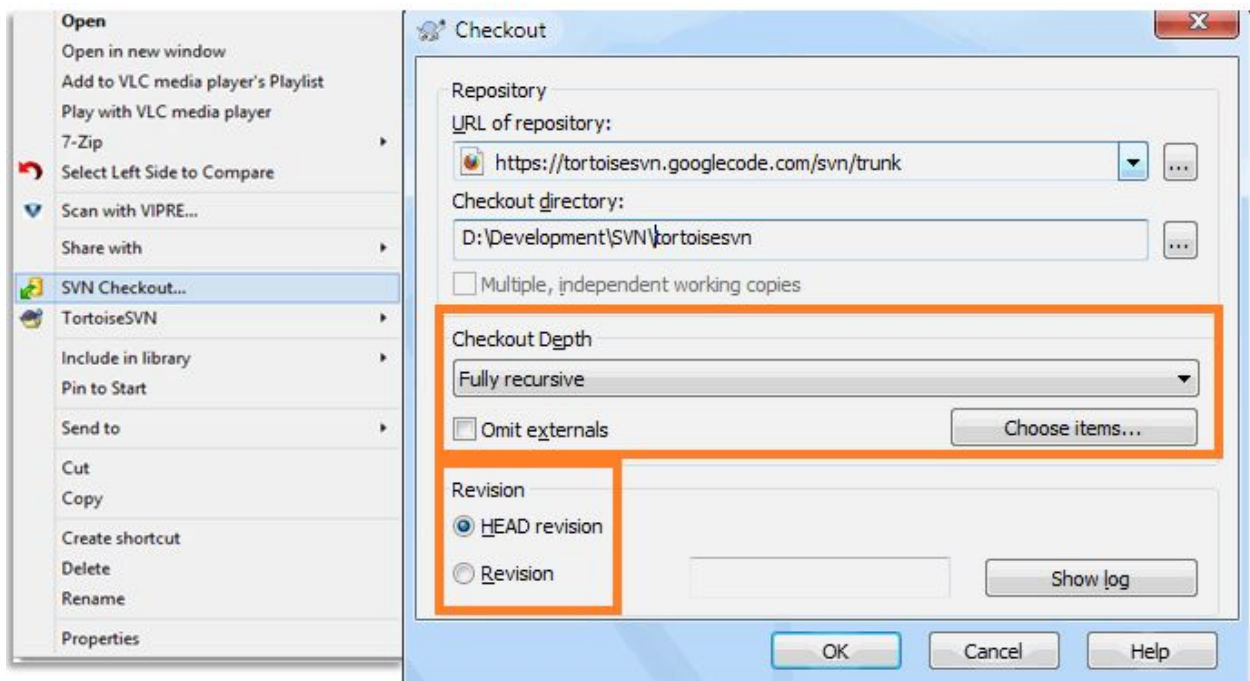 Open
Open in new window
Add to VLC media player's Playlist
Play with VLC media player
7-Zip
Select Left Side to Compare
Scan with VIPRE...
Share with
SVN Checkout...
TortoiseSVN
Include in library
Pin to Start
Send to
Cut
Copy
Create shortcut
Delete
Rename
Properties
Checkout
Repository
URL of repository:
https://tortoisesvn.googlecode.com/svn/trunk
...
Checkout directory:
D:\Development\SVN\tortoisesvn
...
Multiple, independent working copies
Checkout Depth
Fully recursive
Omit externals
Choose items...
Revision
HEAD revision
Revision
Show log
OK Cancel Help